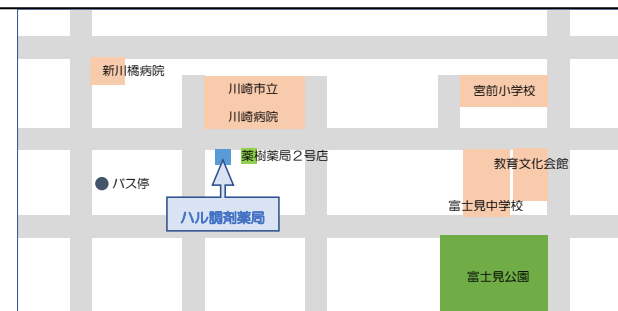 新川橋病院
川崎市立
川崎病院
宮前小学校
薬樹薬局２号店
教育文化会館
バス停
富士見中学校
ハル調剤薬局
富士見公園